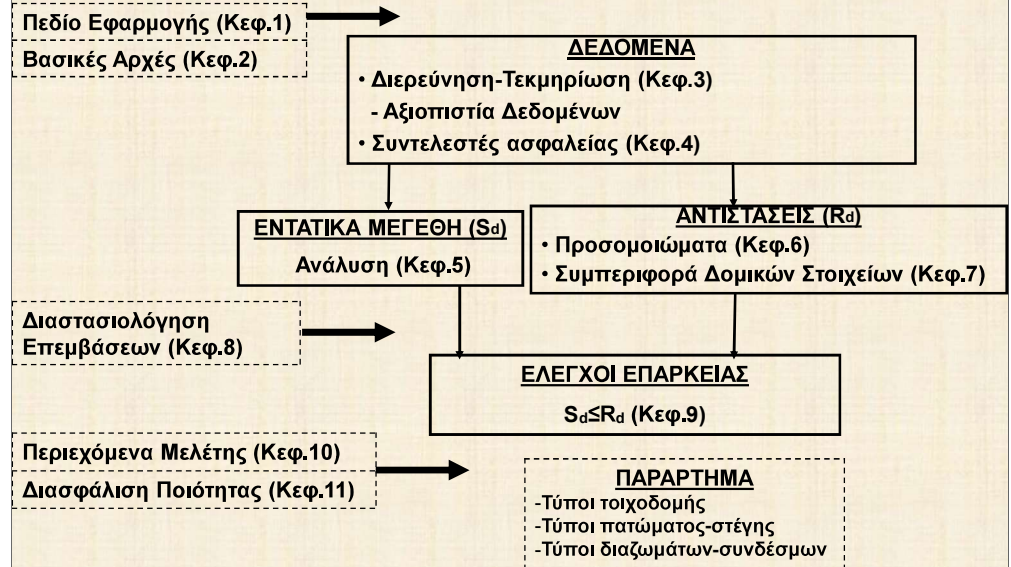 Πεδίο Εφαρμογής (Κεφ.1)
Βασικές Αρχές (Κεφ.2)
ΔΕΔΟΜΕΝΑ
• Διερεύνηση-Τεκμηρίωση (Κεφ.3)
- Αξιοπιστία Δεδομένων
• Συντελεστές ασφαλείας (Κεφ.4)
ΕΝΤΑΤΙΚΑ ΜΕΓΕΘΗ (Sd)
Ανάλυση (Κεφ.5)
ΑΝΤΙΣΤΑΣΕΙΣ (Rd)
• Προσομοιώματα (Κεφ.6)
• Συμπεριφορά Δομικών Στοιχείων (Κεφ.7)
Διαστασιολόγηση
Επεμβάσεων (Κεφ.8)
ΕΛΕΓΧΟΙ ΕΠΑΡΚΕΙΑΣ
Sd≤Rd (Κεφ.9)
Περιεχόμενα Μελέτης (Κεφ.10)
Διασφάλιση Ποιότητας (Κεφ.11)
ΠΑΡΑΡΤΗΜΑ
-Τύποι τοιχοδομής
-Τύποι πατώματος-στέγης
-Τύποι διαζωμάτων-συνδέσμων